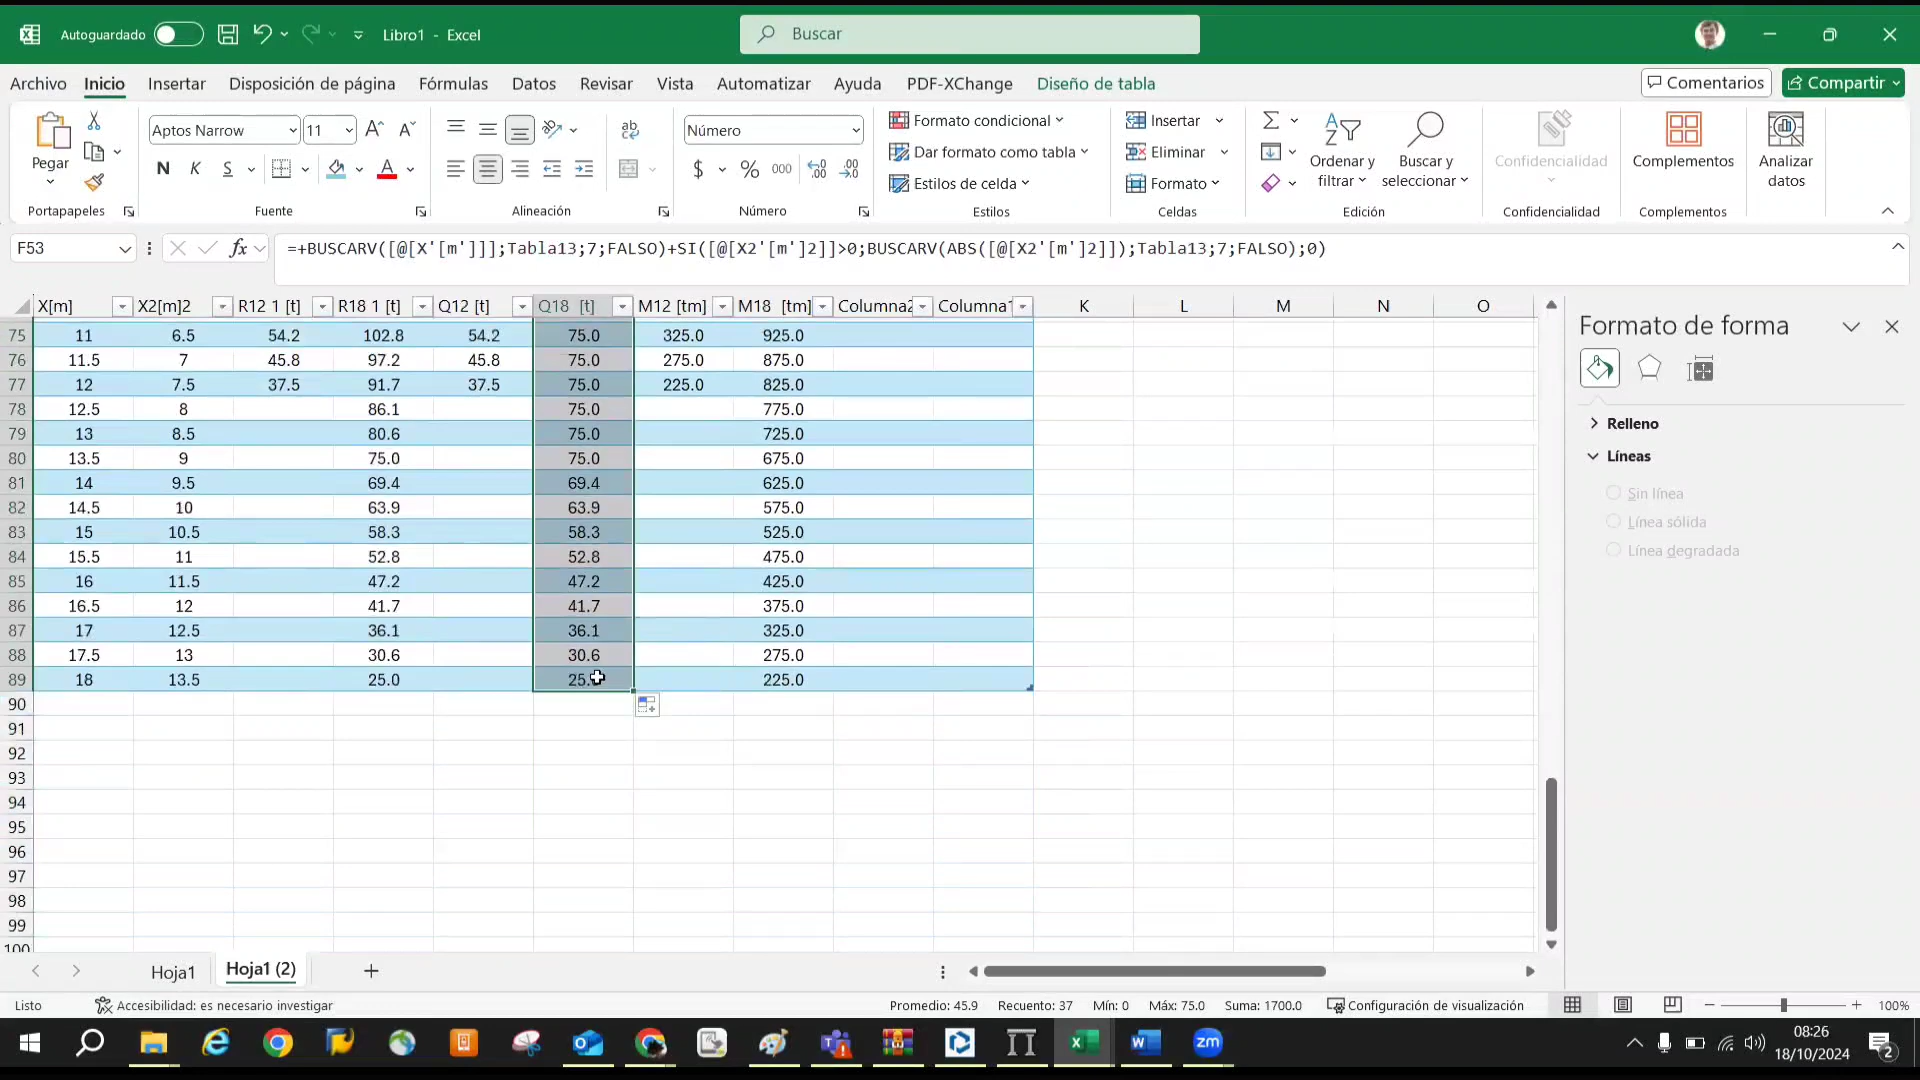 Autoguardado
Libro1 - Excel
Buscar
Archivo Inicio Insertar Disposición de página Fórmulas Datos Revisar Vista Automatizar Ayuda PDF-XChange Diseño de tabla
Comentarios Compartir
Pegar
Portapapeles
Aptos Narrow 11
N K S
Fuente
Alineación
Número
$ % 000
Número
Formato condicional
Dar formato como tabla
Estilos de celda
Estilos
Insertar
Eliminar
Formato
Celdas
Ordenar y filtrar
Buscar y seleccionar
Edición
Confidencialidad
Confidencialidad
Complementos
Complementos
Analizar datos
F53
fx
=+BUSCARV([@[X'[m']]];Tabla13;7;FALSO)+SI([@[X2'[m']2]]>0;BUSCARV(ABS([@[X2'[m']2]]);Tabla13;7;FALSO);0)
X[m] X2[m]2 R12 1 [t] R18 1 [t] Q12 [t] Q18 [t] M12 [tm] M18 [tm] Columna2 Columna1 K L M N O
75 11 6.5 54.2 102.8 54.2 75.0 325.0 925.0
76 11.5 7 45.8 97.2 45.8 75.0 275.0 875.0
77 12 7.5 37.5 91.7 37.5 75.0 225.0 825.0
78 12.5 8 86.1 75.0 775.0
79 13 8.5 80.6 75.0 725.0
80 13.5 9 75.0 75.0 675.0
81 14 9.5 69.4 69.4 625.0
82 14.5 10 63.9 63.9 575.0
83 15 10.5 58.3 58.3 525.0
84 15.5 11 52.8 52.8 475.0
85 16 11.5 47.2 47.2 425.0
86 16.5 12 41.7 41.7 375.0
87 17 12.5 36.1 36.1 325.0
88 17.5 13 30.6 30.6 275.0
89 18 13.5 25.0 25. 225.0
90
91
92
93
94
95
96
97
98
99
100
Formato de forma
Relleno
Líneas
Sin línea
Línea sólida
Línea degradada
Hoja1 Hoja1 (2)
Listo
Accesibilidad: es necesario investigar
Promedio: 45.9 Recuento: 37 Mín: 0 Máx: 75.0 Suma: 1700.0
Configuración de visualización
100%
zm
08:26
18/10/2024
2